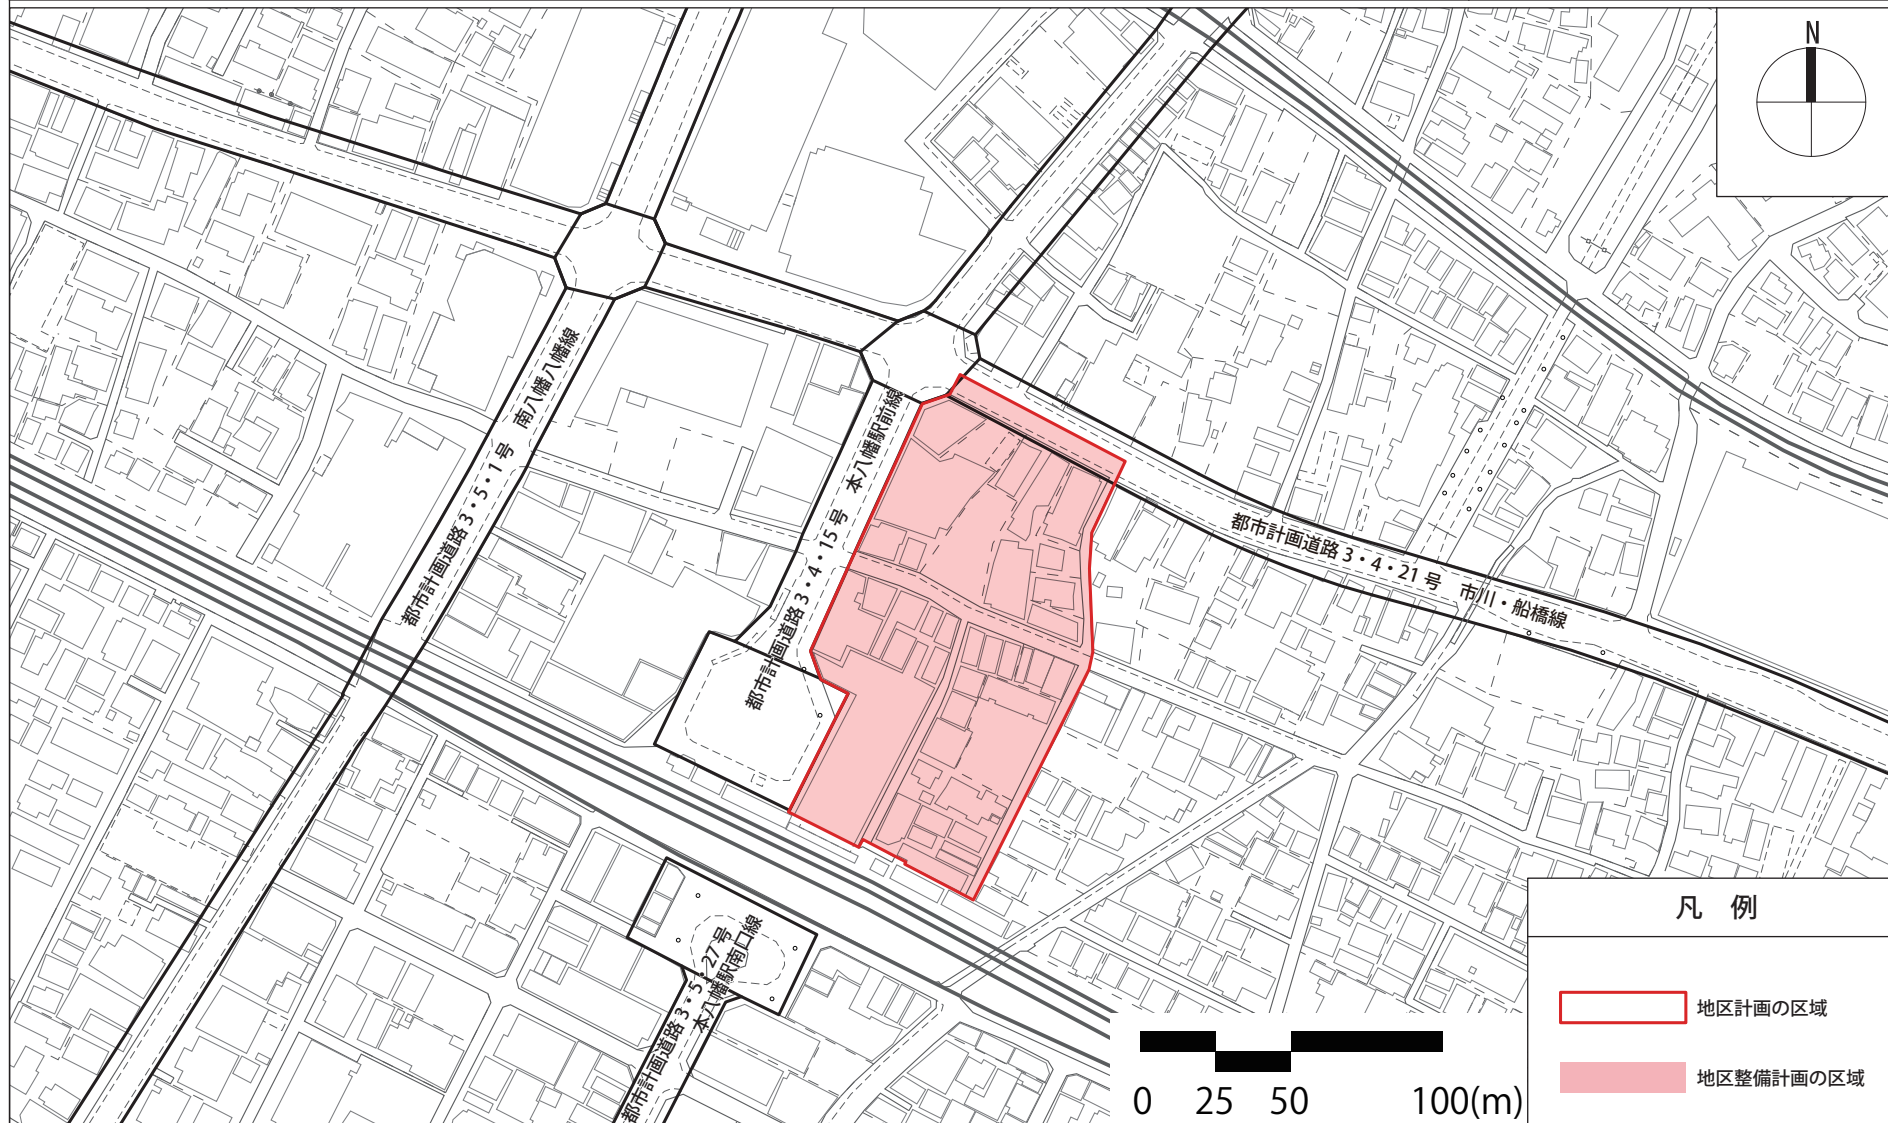 N
都市計画道路3・5・1号 南八幡八幡線
都市計画道路3・4・15号 本八幡駅前線
都市計画道路3・4・21号 市川・船橋線
都市計画道路3・5・27号
本八幡駅南口線
凡 例
地区計画の区域
地区整備計画の区域
0 25 50 100(m)